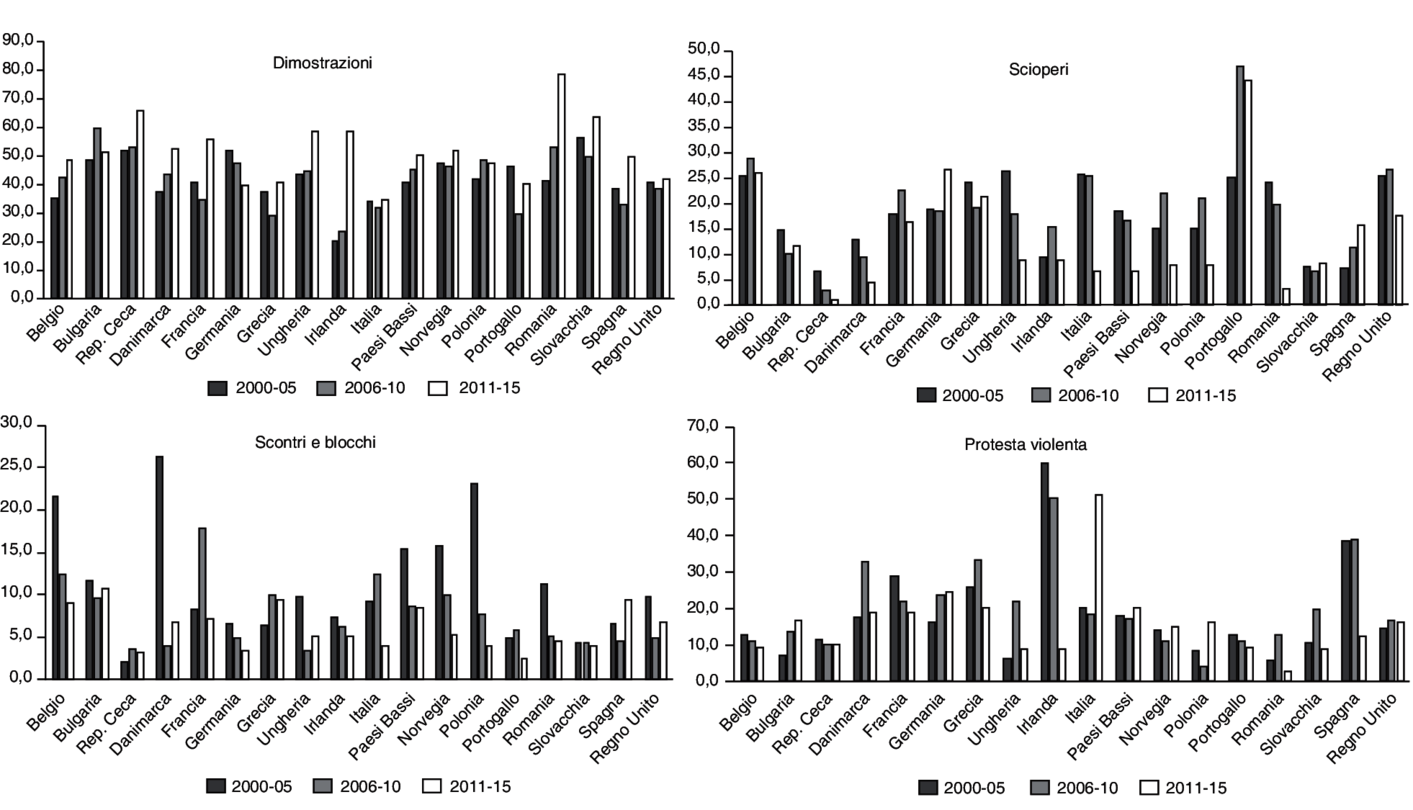 Dimostrazioni
90,0
80,0
70,0
60,0
50,0
40,0
30,0
20,0
10,0
0,0
Belgio
Bulgaria
Rep. Ceca
Danimarca
Francia
Germania
Grecia
Ungheria
Irlanda
Italia
Paesi Bassi
Norvegia
Polonia
Portogallo
Romania
Slovacchia
Spagna
Regno Unito
2000-05 2006-10 2011-15
Scioperi
50,0
45,0
40,0
35,0
30,0
25,0
20,0
15,0
10,0
5,0
0,0
Belgio
Bulgaria
Rep. Ceca
Danimarca
Francia
Germania
Grecia
Ungheria
Irlanda
Italia
Paesi Bassi
Norvegia
Polonia
Portogallo
Romania
Slovacchia
Spagna
Regno Unito
2000-05 2006-10 2011-15
Scontri e blocchi
30,0
25,0
20,0
15,0
10,0
5,0
0,0
Belgio
Bulgaria
Rep. Ceca
Danimarca
Francia
Germania
Grecia
Ungheria
Irlanda
Italia
Paesi Bassi
Norvegia
Polonia
Portogallo
Romania
Slovacchia
Spagna
Regno Unito
2000-05 2006-10 2011-15
Protesta violenta
70,0
60,0
50,0
40,0
30,0
20,0
10,0
0,0
Belgio
Bulgaria
Rep. Ceca
Danimarca
Francia
Germania
Grecia
Ungheria
Irlanda
Italia
Paesi Bassi
Norvegia
Polonia
Portogallo
Romania
Slovacchia
Spagna
Regno Unito
2000-05 2006-10 2011-15